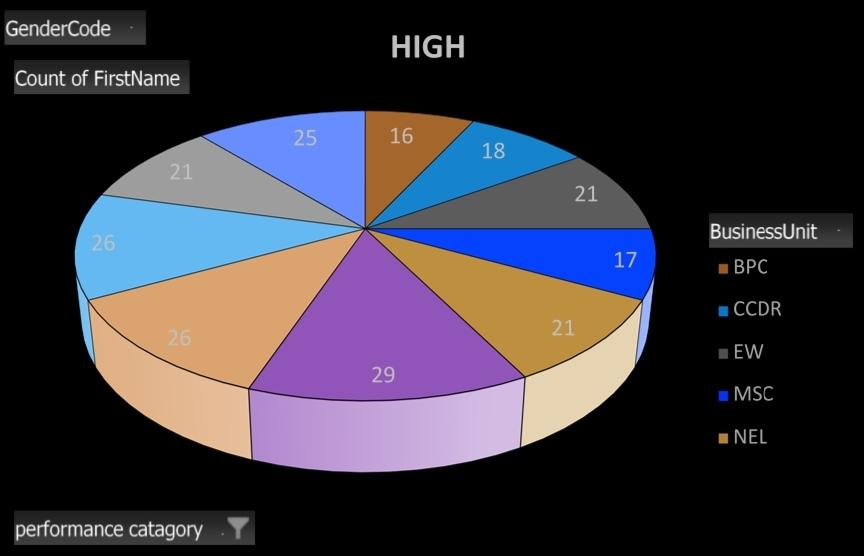 GenderCode
HIGH
Count of FirstName
25
16
18
21
21
26
17
26
21
29
BusinessUnit
BPC
CCDR
EW
MSC
NEL
performance catagory